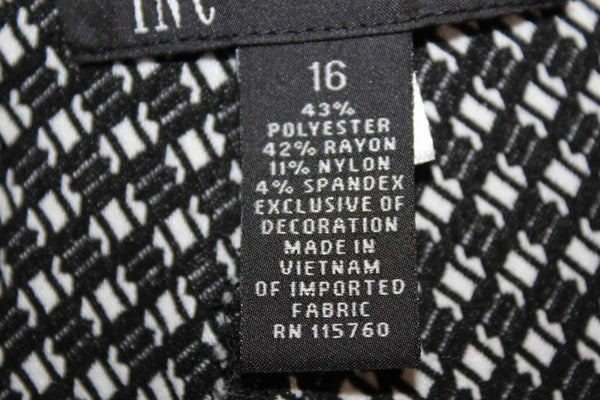 INC
16
43%
POLYESTER
42% RAYON
11% NYLON
4% SPANDEX
EXCLUSIVE OF
DECORATION
MADE IN
VIETNAM
OF IMPORTED
FABRIC
RN 115760